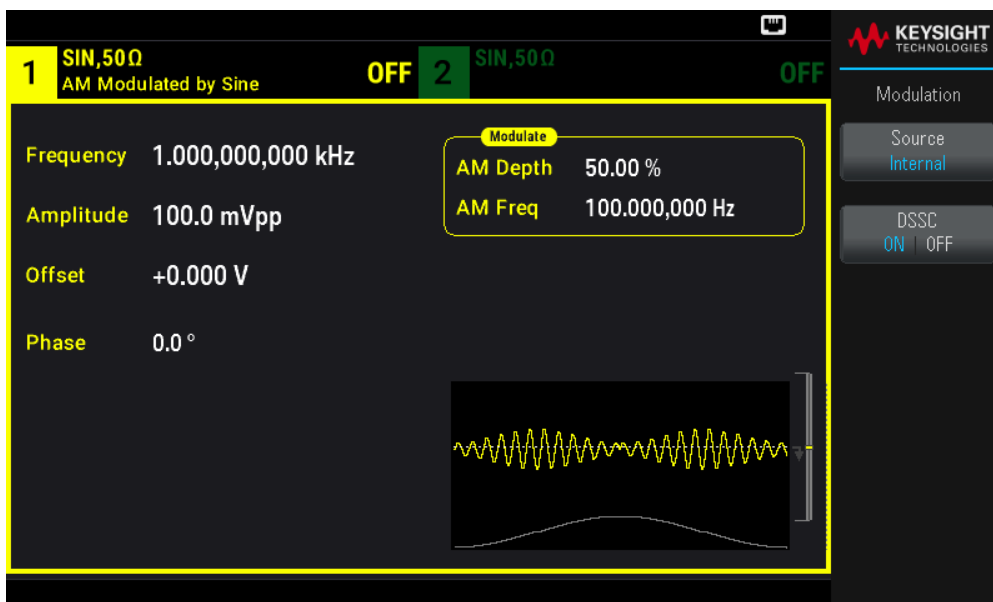 1
SIN,50Ω
AM Modulated by Sine
OFF
2
SIN,50Ω
OFF
Frequency 1.000,000,000 kHz
Amplitude 100.0 mVpp
Offset +0.000 V
Phase 0.0 °
Modulate
AM Depth 50.00 %
AM Freq 100.000,000 Hz
KEYSIGHT
TECHNOLOGIES
Modulation
Source
Internal
DSSC
ON | OFF